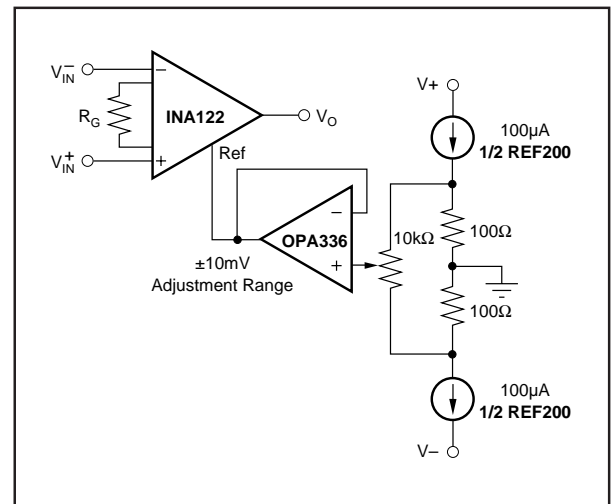 V–IN
−
RG
INA122
VO
V+IN
+
Ref
V+
100µA
1/2 REF200
−
OPA336
+
10kΩ
100Ω
±10mV
Adjustment Range
100Ω
100µA
1/2 REF200
V–